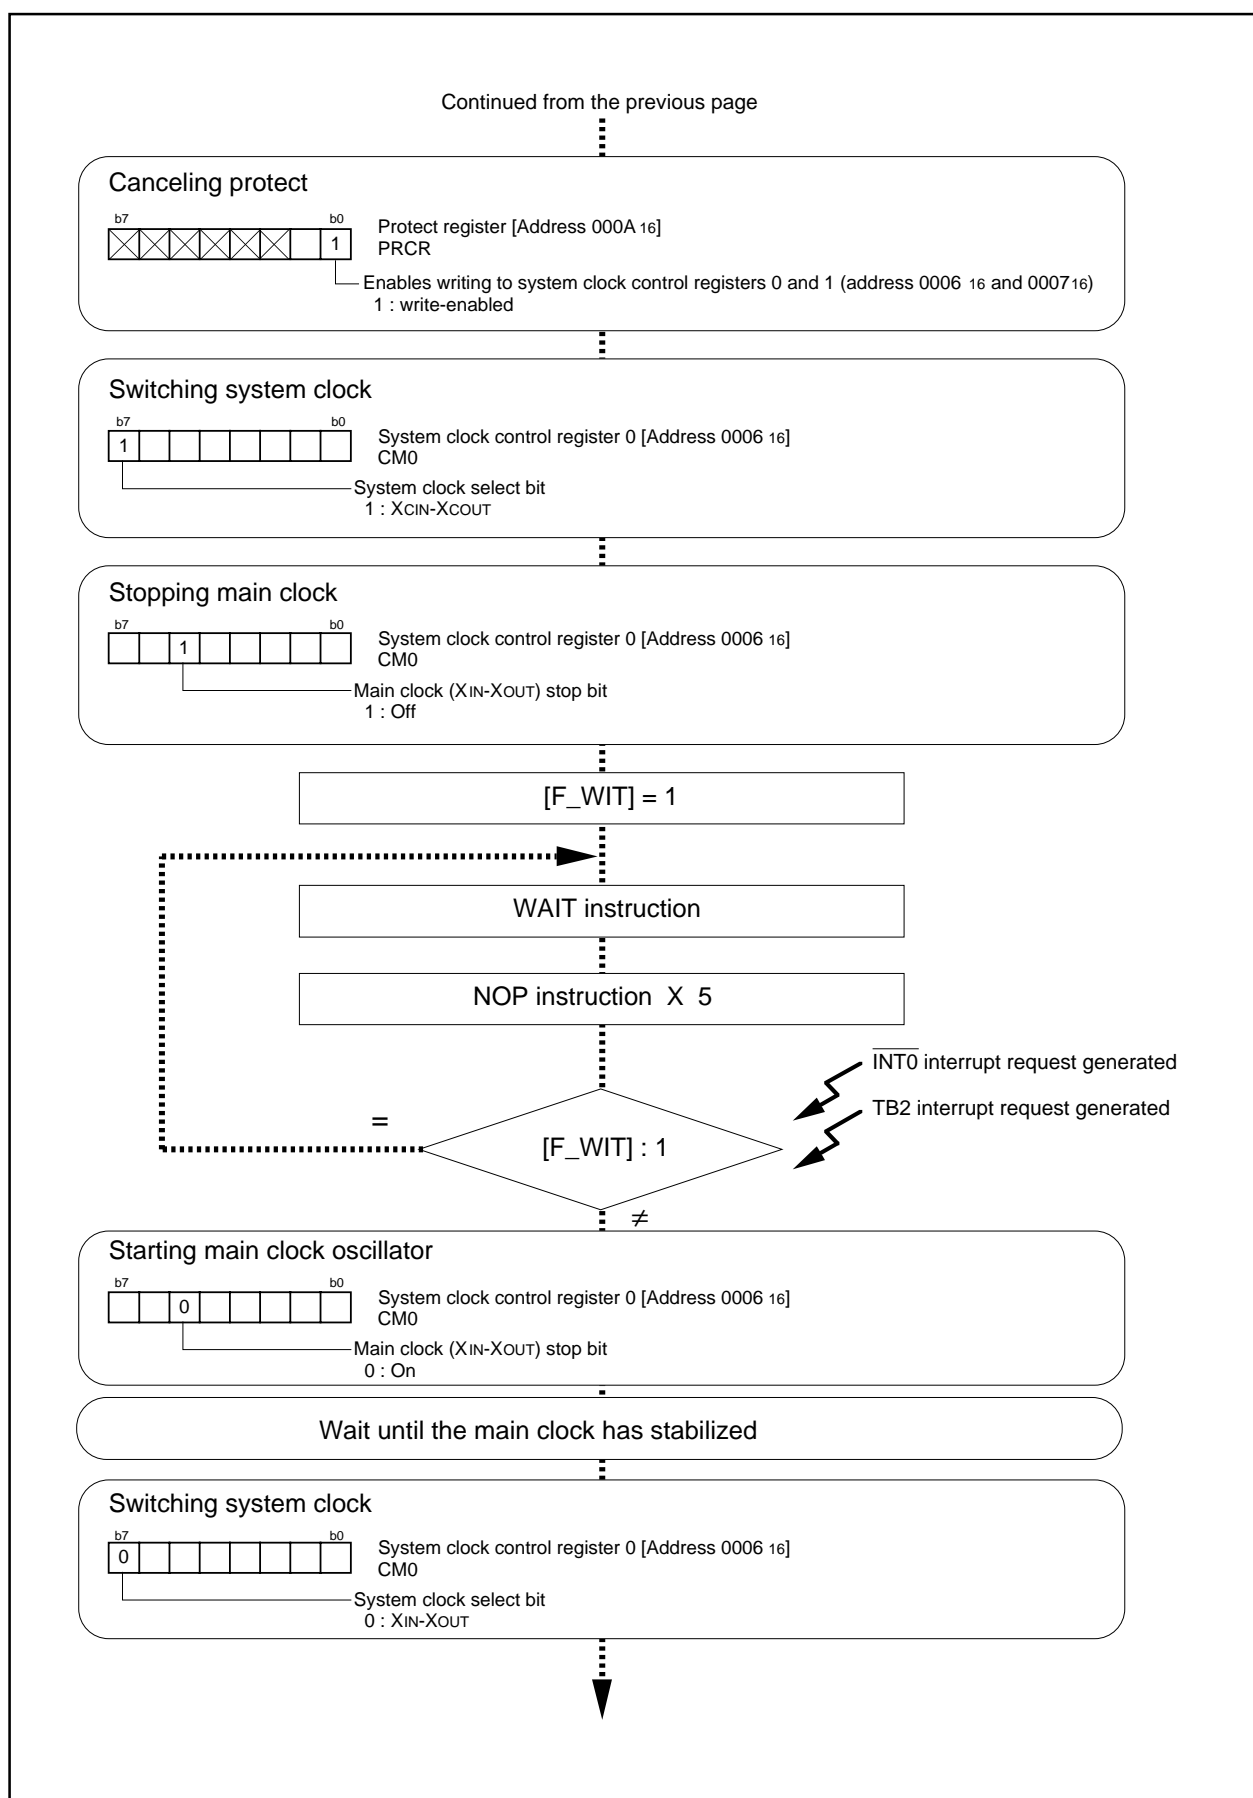 Continued from the previous page
Canceling protect
b7 b0
1
Protect register [Address 000A 16]
PRCR
Enables writing to system clock control registers 0 and 1 (address 0006 16 and 000716)
1 : write-enabled
Switching system clock
b7 b0
1
System clock control register 0 [Address 0006 16]
CM0
System clock select bit
1 : XCIN-XCOUT
Stopping main clock
b7 b0
1
System clock control register 0 [Address 0006 16]
CM0
Main clock (XIN-XOUT) stop bit
1 : Off
[F_WIT] = 1
WAIT instruction
NOP instruction X 5
INT0 interrupt request generated
TB2 interrupt request generated
=
[F_WIT] : 1
≠
Starting main clock oscillator
b7 b0
0
System clock control register 0 [Address 0006 16]
CM0
Main clock (XIN-XOUT) stop bit
0 : On
Wait until the main clock has stabilized
Switching system clock
b7 b0
0
System clock control register 0 [Address 0006 16]
CM0
System clock select bit
0 : XIN-XOUT